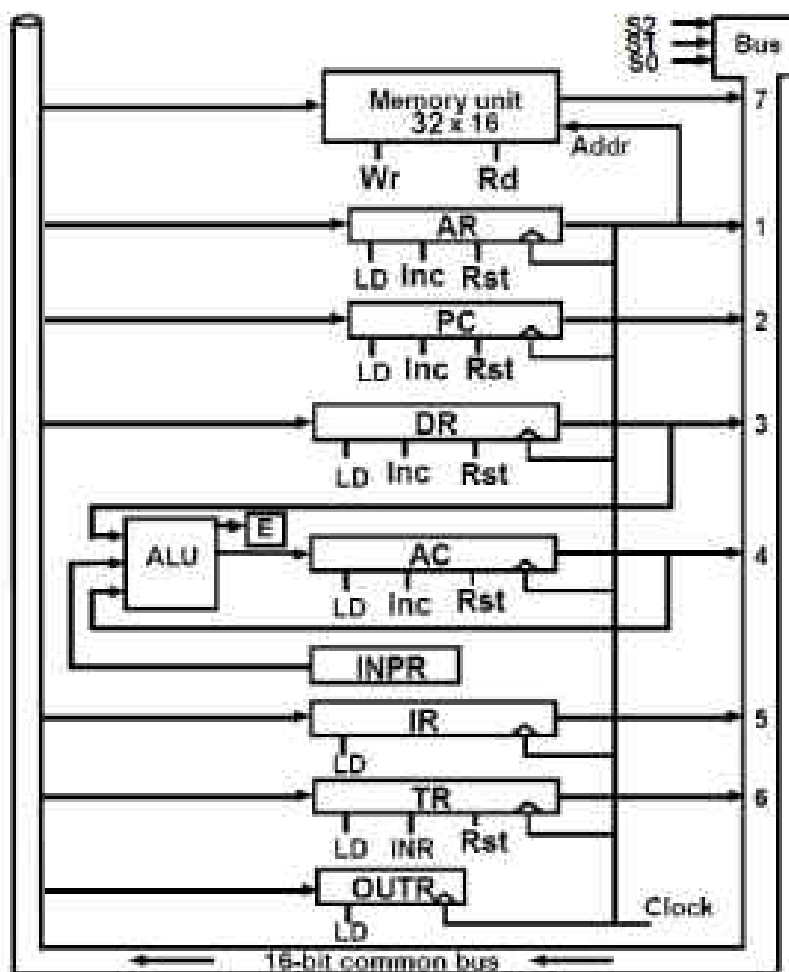 S2
S1
S0
Bus
Memory unit
32 x 16
7
Addr
Wr Rd
AR
1
LD Inc Rst
PC
2
LD Inc Rst
DR
3
LD Inc Rst
E
ALU
AC
4
LD Inc Rst
INPR
IR
5
LD
TR
6
LD INR Rst
OUTR
LD
Clock
16-bit common bus